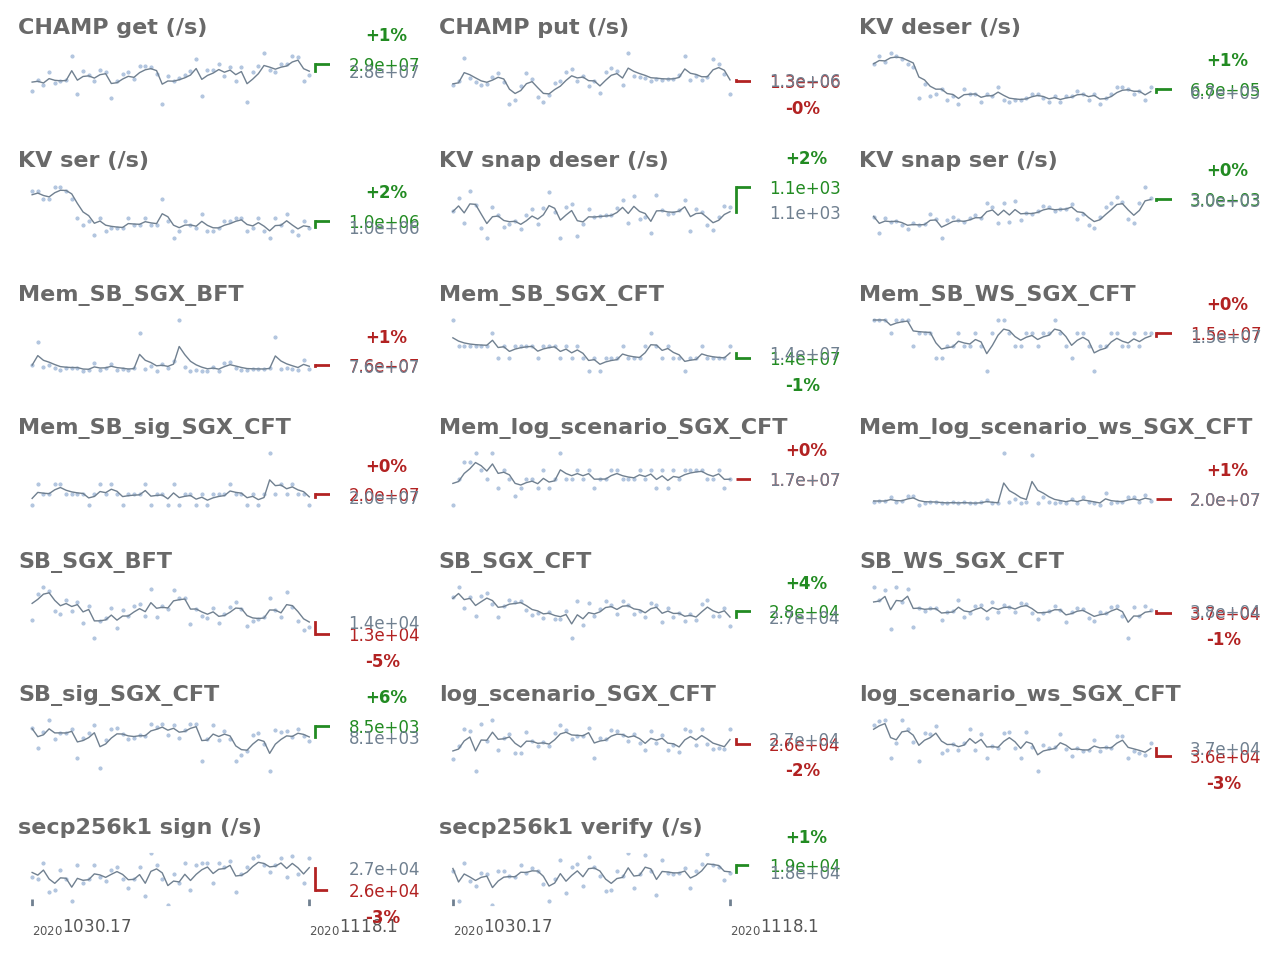 CHAMP get (/s)
+1%
2.9e+07
2.8e+07
CHAMP put (/s)
1.3e+06
-0%
KV deser (/s)
+1%
6.8e+05
6.7e+05
KV ser (/s)
+2%
1.0e+06
1.0e+06
KV snap deser (/s)
+2%
1.1e+03
1.1e+03
KV snap ser (/s)
+0%
3.0e+03
Mem_SB_SGX_BFT
+1%
7.6e+07
Mem_SB_SGX_CFT
1.4e+07
1.4e+07
-1%
Mem_SB_WS_SGX_CFT
+0%
1.5e+07
1.5e+07
Mem_SB_sig_SGX_CFT
+0%
2.0e+07
2.0e+07
Mem_log_scenario_SGX_CFT
+0%
1.7e+07
Mem_log_scenario_ws_SGX_CFT
+1%
2.0e+07
SB_SGX_BFT
1.4e+04
1.3e+04
-5%
SB_SGX_CFT
+4%
2.8e+04
2.7e+04
SB_WS_SGX_CFT
3.8e+04
3.7e+04
-1%
SB_sig_SGX_CFT
+6%
8.5e+03
8.1e+03
log_scenario_SGX_CFT
2.7e+04
2.6e+04
-2%
log_scenario_ws_SGX_CFT
3.7e+04
3.6e+04
-3%
secp256k1 sign (/s)
2.7e+04
2.6e+04
-3%
secp256k1 verify (/s)
+1%
1.9e+04
1.8e+04
2020 1030.17
2020 1118.1
2020 1030.17
2020 1118.1